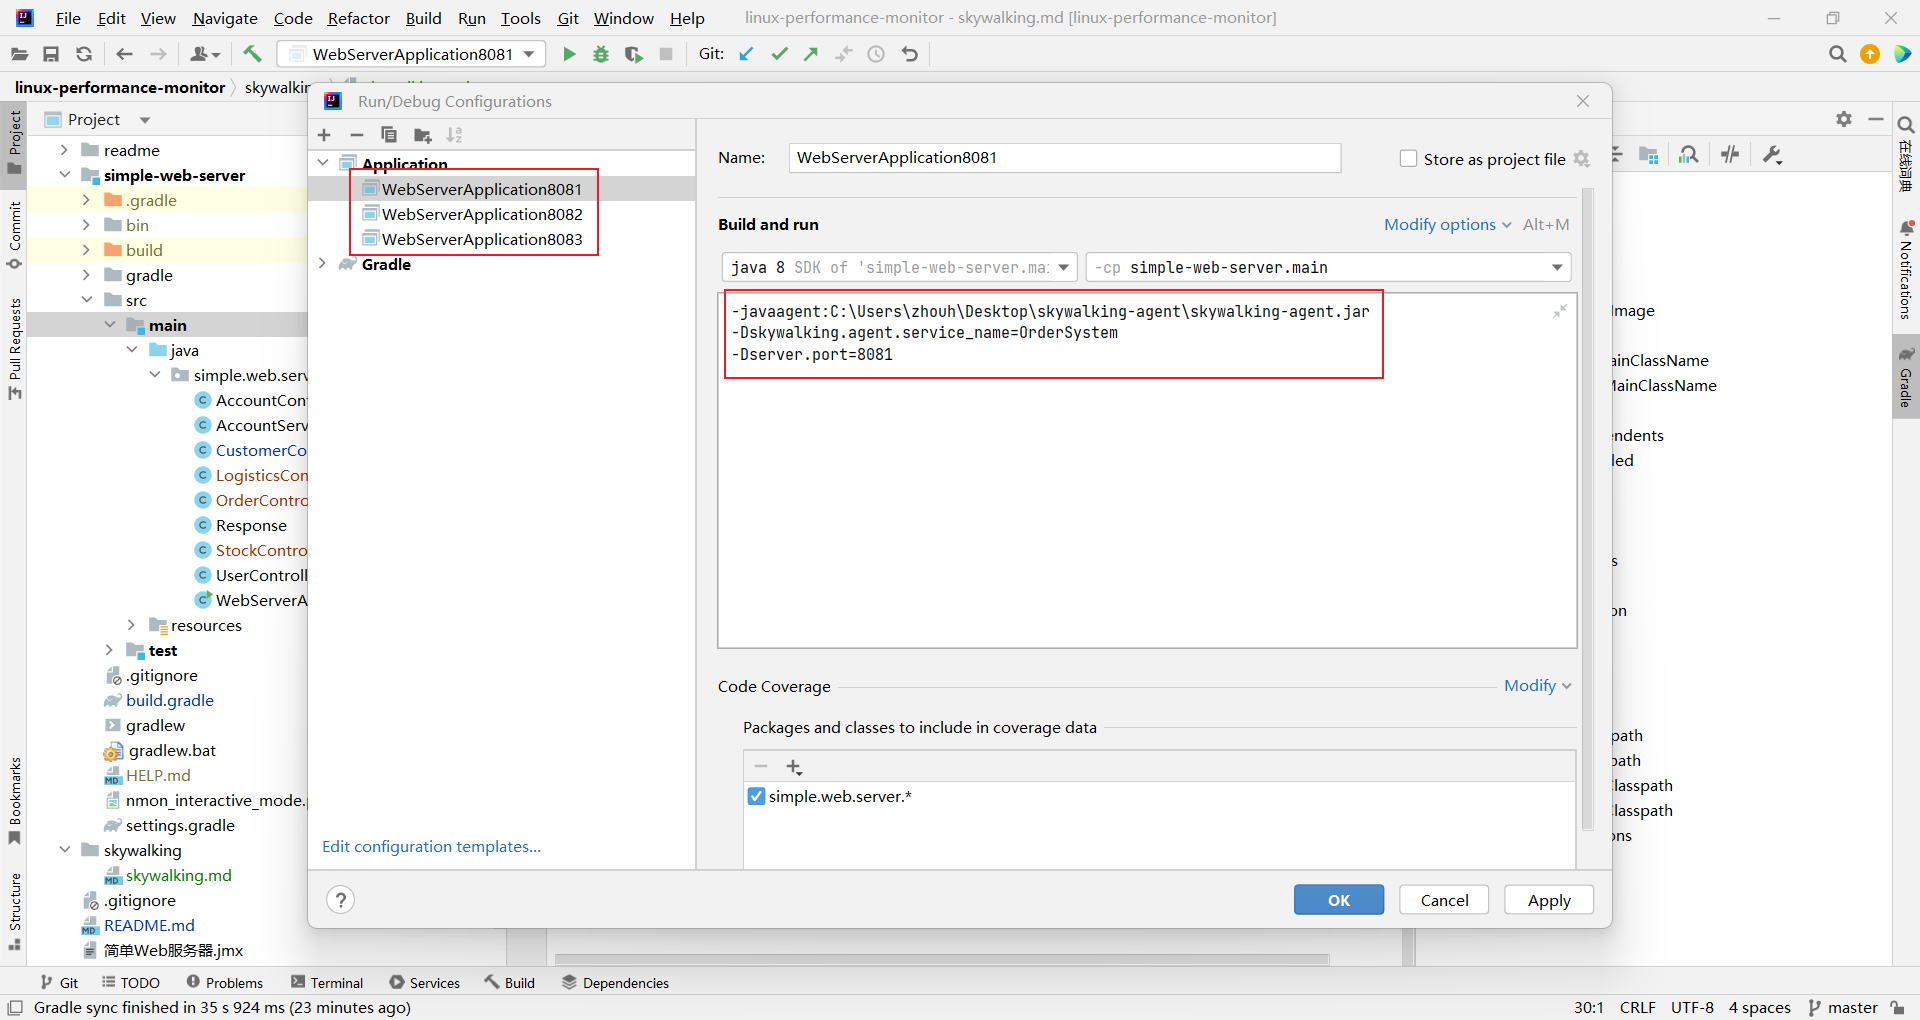 File Edit View Navigate Code Refactor Build Run Tools Git Window Help linux-performance-monitor - skywalking.md [linux-performance-monitor]
WebServerApplication8081 Git:
linux-performance-monitor
Run/Debug Configurations
Project
Project
readme
simple-web-server
.gradle
bin
build
gradle
src
main
java
simple.web.serv
AccountCon
AccountServ
CustomerCo
LogisticsCon
OrderContro
Response
StockContro
UserControll
WebServerA
resources
test
.gitignore
build.gradle
gradlew
gradlew.bat
HELP.md
nmon_interactive_mode.
settings.gradle
skywalking
skywalking.md
.gitignore
README.md
简单Web服务器.jmx
Commit
Pull Requests
Bookmarks
Structure
Application
WebServerApplication8081
WebServerApplication8082
WebServerApplication8083
Gradle
Edit configuration templates...
Name: WebServerApplication8081 Store as project file
Build and run Modify options Alt+M
java 8 SDK of 'simple-web-server.ma -cp simple-web-server.main
-javaagent:C:\Users\zhouh\Desktop\skywalking-agent\skywalking-agent.jar
-Dskywalking.agent.service_name=OrderSystem
-Dserver.port=8081
Code Coverage Modify
Packages and classes to include in coverage data
simple.web.server.*
? OK Cancel Apply
Image
ainClassName
MainClassName
endents
led
s
on
path
path
lasspath
lasspath
ons
在线词典
Notifications
Gradle
Git TODO Problems Terminal Services Build Dependencies
Gradle sync finished in 35 s 924 ms (23 minutes ago) 30:1 CRLF UTF-8 4 spaces master